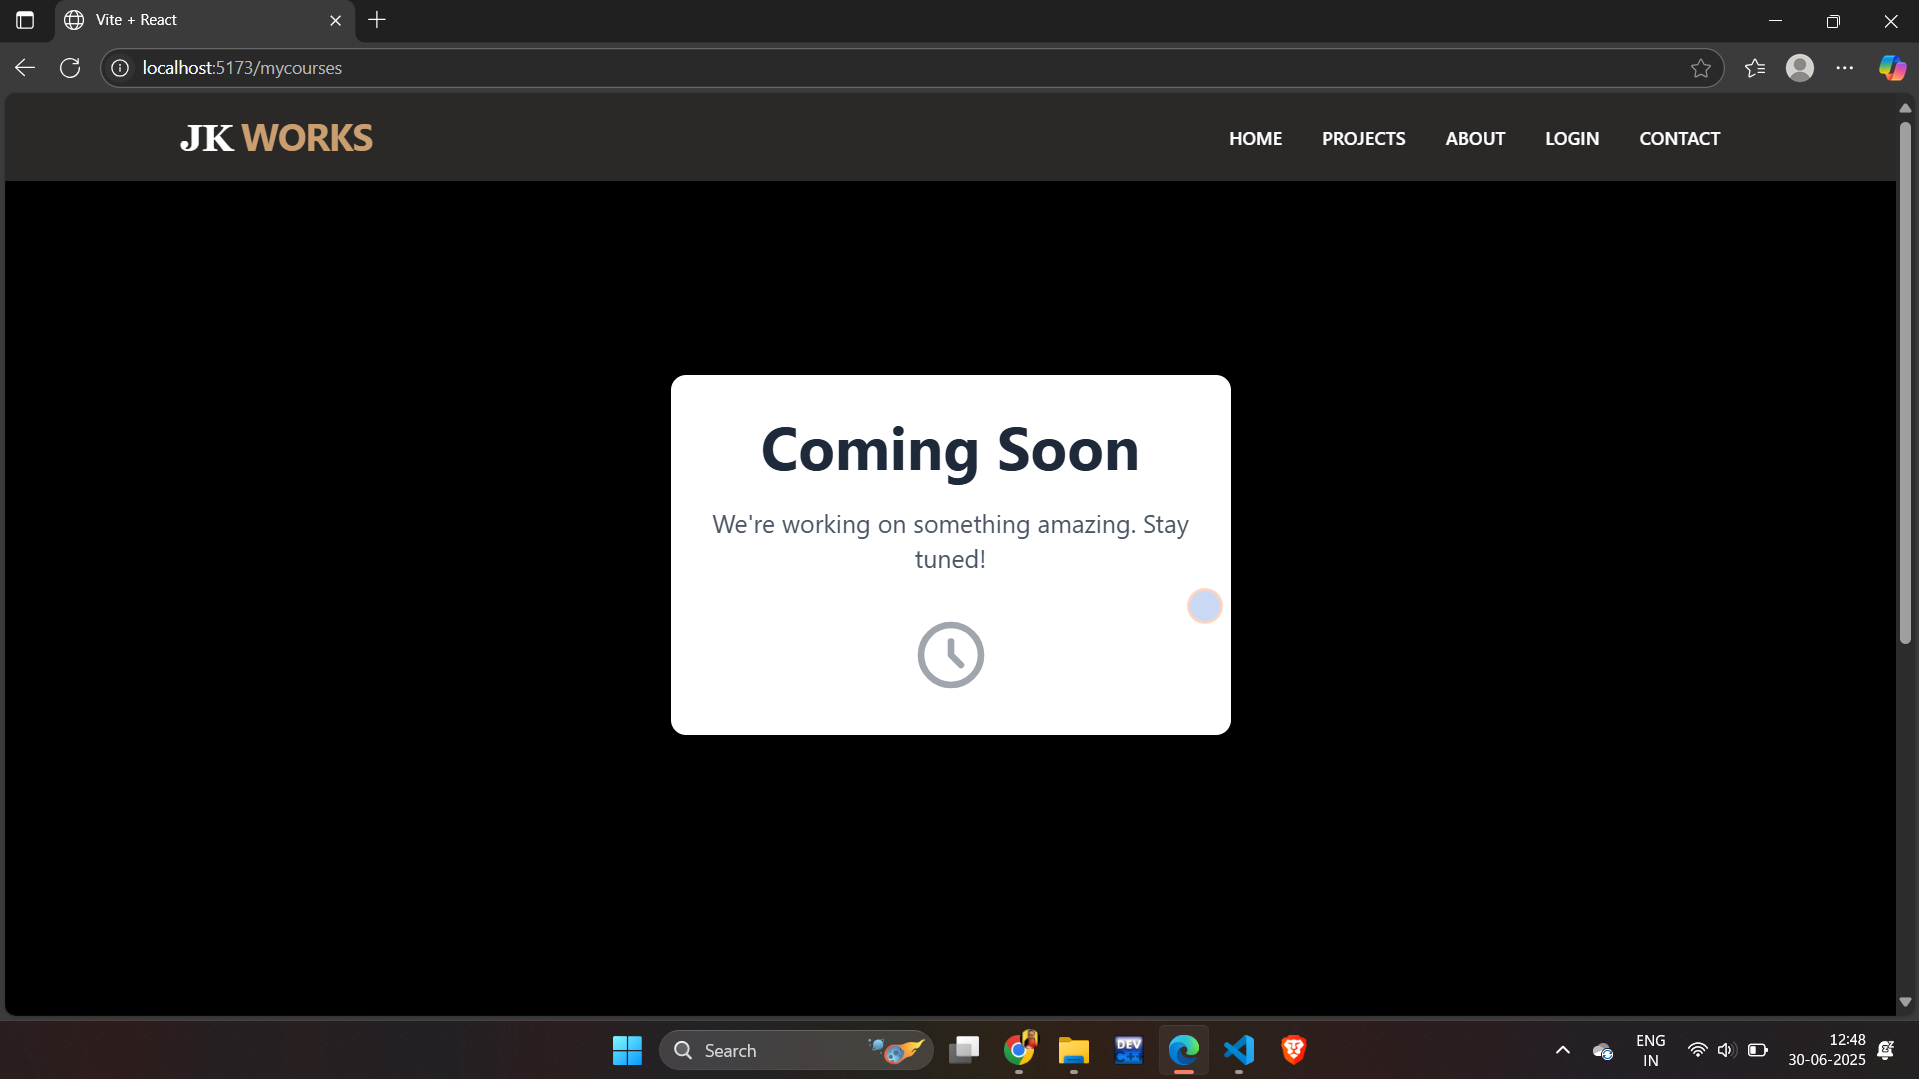 Vite + React
localhost:5173/mycourses
JK WORKS
HOME PROJECTS ABOUT LOGIN CONTACT
Coming Soon
We're working on something amazing. Stay
tuned!
Search
DEV
ENG
IN
12:48
30-06-2025